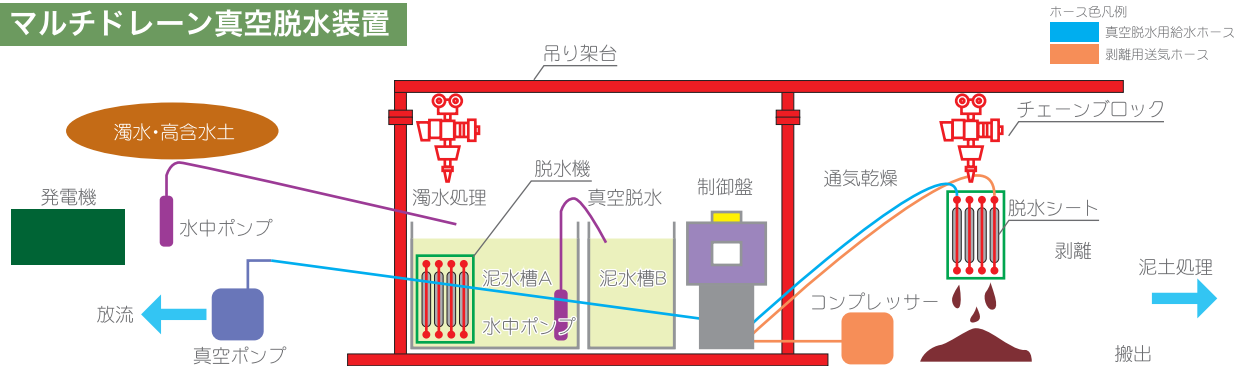 マルチドレーン真空脱水装置
ホース色凡例
真空脱水用給水ホース
剥離用送気ホース
吊り架台
チェーンブロック
濁水・高含水土
脱水機
通気乾燥
発電機
濁水処理
真空脱水
制御盤
脱水シート
水中ポンプ
剥離
泥水槽A
泥水槽B
泥土処理
コンプレッサー
放流
水中ポンプ
真空ポンプ
搬出